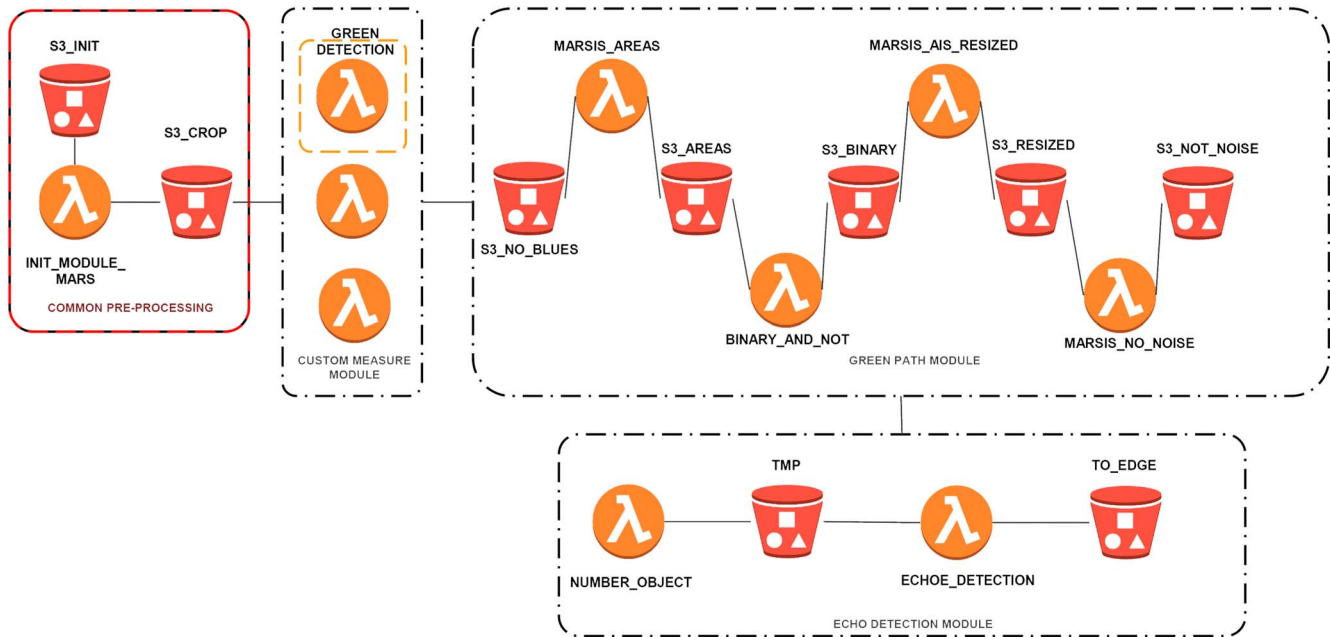 S3_INIT
S3_CROP
INIT_MODULE_
MARS
COMMON PRE-PROCESSING
GREEN
DETECTION
CUSTOM MEASURE
MODULE
MARSIS_AREAS
MARSIS_AIS_RESIZED
S3_AREAS
S3_BINARY
S3_RESIZED
S3_NOT_NOISE
S3_NO_BLUES
BINARY_AND_NOT
MARSIS_NO_NOISE
GREEN PATH MODULE
TMP
TO_EDGE
NUMBER_OBJECT
ECHOE_DETECTION
ECHO DETECTION MODULE